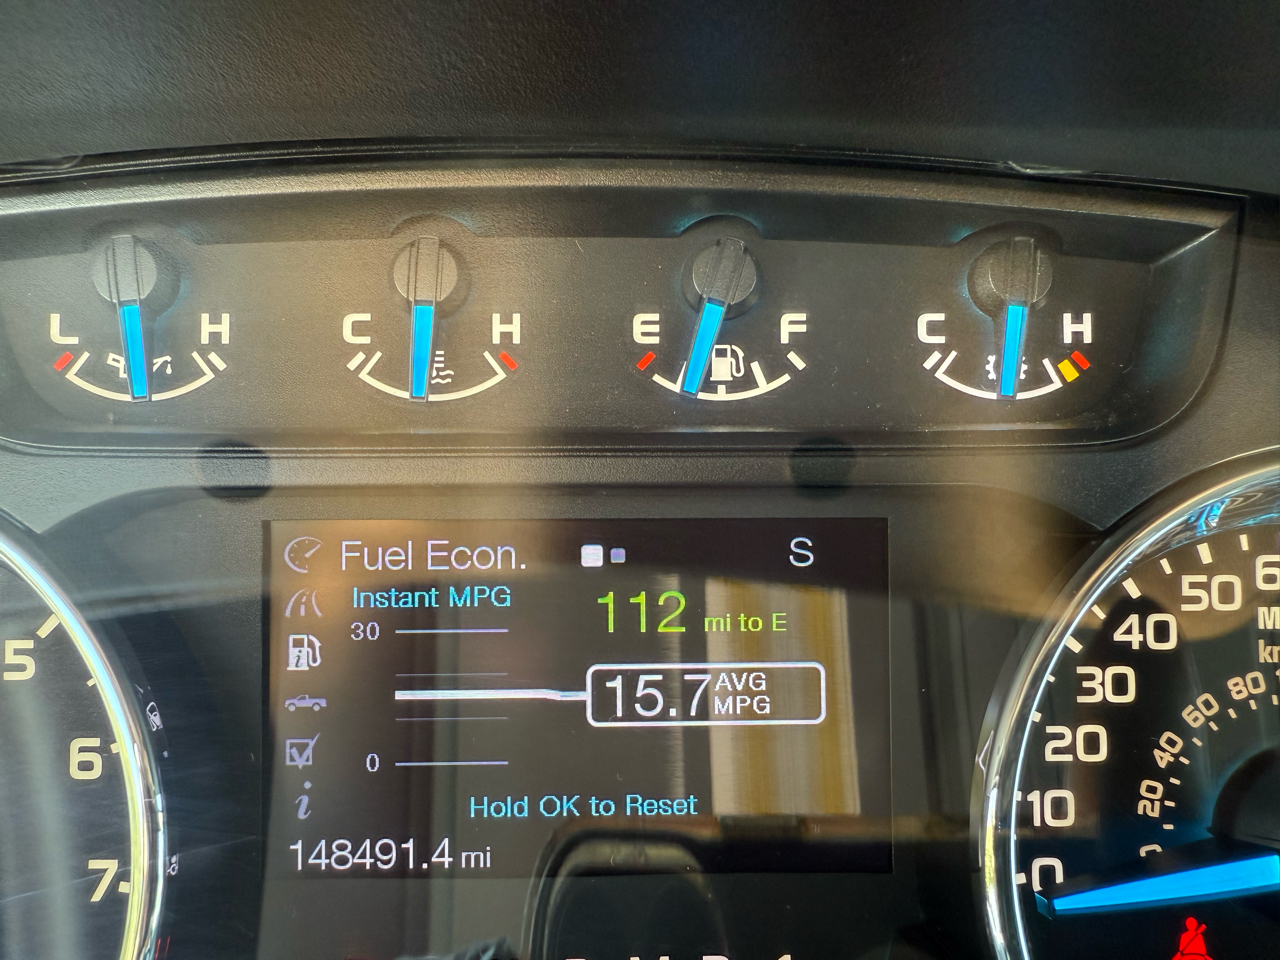 L H
C H
E F
C H
Fuel Econ.
S
Instant MPG
112 mi to E
30
15.7 AVG MPG
0
Hold OK to Reset
148491.4 mi
5
6
7
0
10
20
30
40
50
20
40
60
80